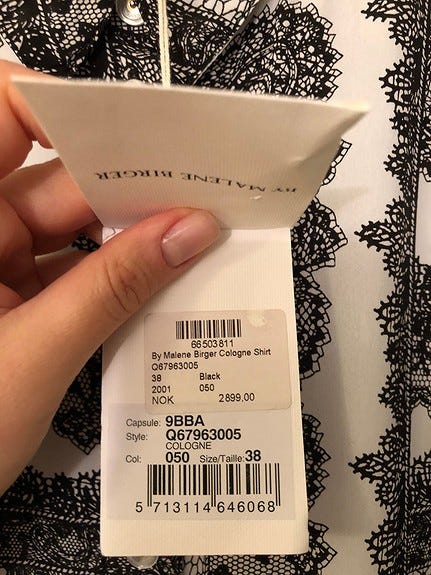 BY MALENE BIRGER
66503811
By Malene Birger Cologne Shirt
Q67963005
38 Black
2001 050
NOK 2899,00
Capsule: 9BBA
Style: Q67963005
COLOGNE
Col: 050 Size/Taille: 38
5 713114 646068